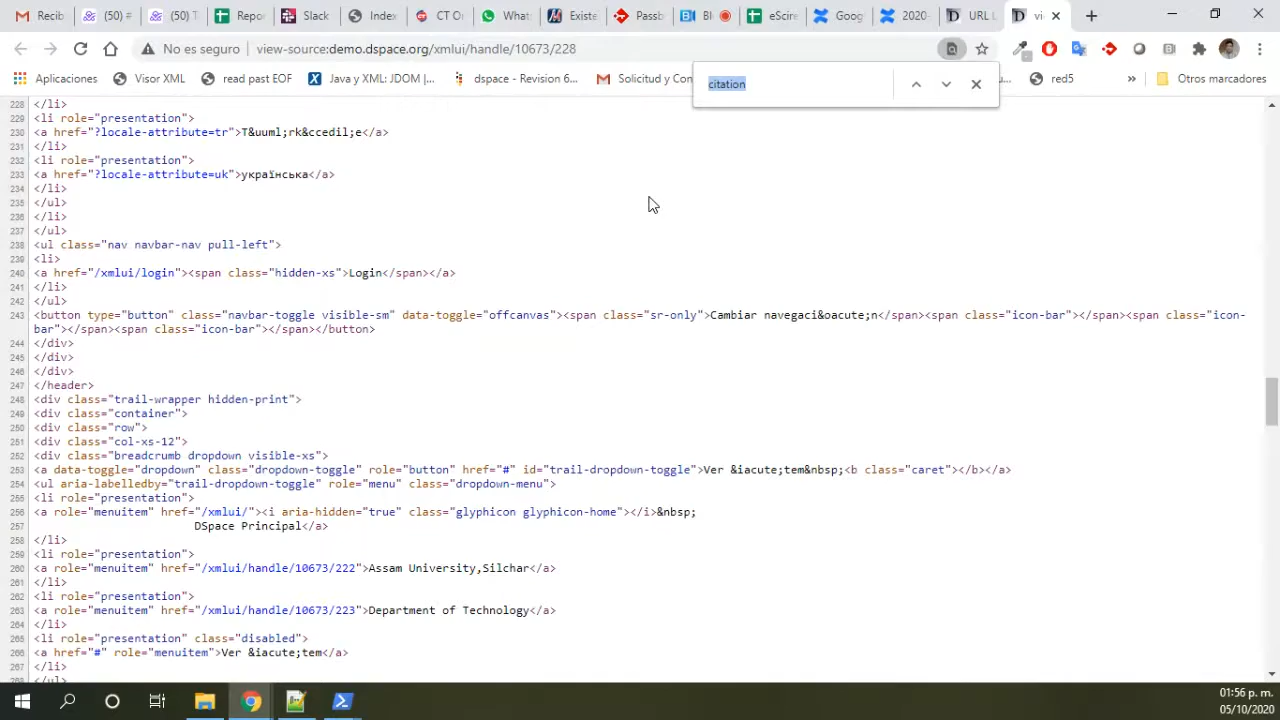 Recib
(50) #
(50) T
Repor
Slack
Index
CT O
What
Existe
Passb
Bl
eScire
Goog
2020-
URL L
vi
No es seguro
view-source:demo.dspace.org/xmlui/handle/10673/228
Aplicaciones
Visor XML
read past EOF
Java y XML: JDOM |...
dspace - Revision 6...
Solicitud y Con
red5
»
Otros marcadores
citation
228 </li>
229 <li role="presentation">
230 <a href="?locale-attribute=tr">T&uuml;rk&ccedil;e</a>
231 </li>
232 <li role="presentation">
233 <a href="?locale-attribute=uk">українська</a>
234 </li>
235 </ul>
236 </li>
237 </ul>
238 <ul class="nav navbar-nav pull-left">
239 <li>
240 <a href="/xmlui/login"><span class="hidden-xs">Login</span></a>
241 </li>
242 </ul>
243 <button type="button" class="navbar-toggle visible-sm" data-toggle="offcanvas"><span class="sr-only">Cambiar navegaci&oacute;n</span><span class="icon-bar"></span><span class="icon-
bar"></span><span class="icon-bar"></span></button>
244 </div>
245 </div>
246 </div>
247 </header>
248 <div class="trail-wrapper hidden-print">
249 <div class="container">
250 <div class="row">
251 <div class="col-xs-12">
252 <div class="breadcrumb dropdown visible-xs">
253 <a data-toggle="dropdown" class="dropdown-toggle" role="button" href="#" id="trail-dropdown-toggle">Ver &iacute;tem&nbsp;<b class="caret"></b></a>
254 <ul aria-labelledby="trail-dropdown-toggle" role="menu" class="dropdown-menu">
255 <li role="presentation">
256 <a role="menuitem" href="/xmlui/"><i aria-hidden="true" class="glyphicon glyphicon-home"></i>&nbsp;
257 DSpace Principal</a>
258 </li>
259 <li role="presentation">
260 <a role="menuitem" href="/xmlui/handle/10673/222">Assam University,Silchar</a>
261 </li>
262 <li role="presentation">
263 <a role="menuitem" href="/xmlui/handle/10673/223">Department of Technology</a>
264 </li>
265 <li role="presentation" class="disabled">
266 <a href="#" role="menuitem">Ver &iacute;tem</a>
267 </li>
268 </ul>
01:56 p. m.
05/10/2020